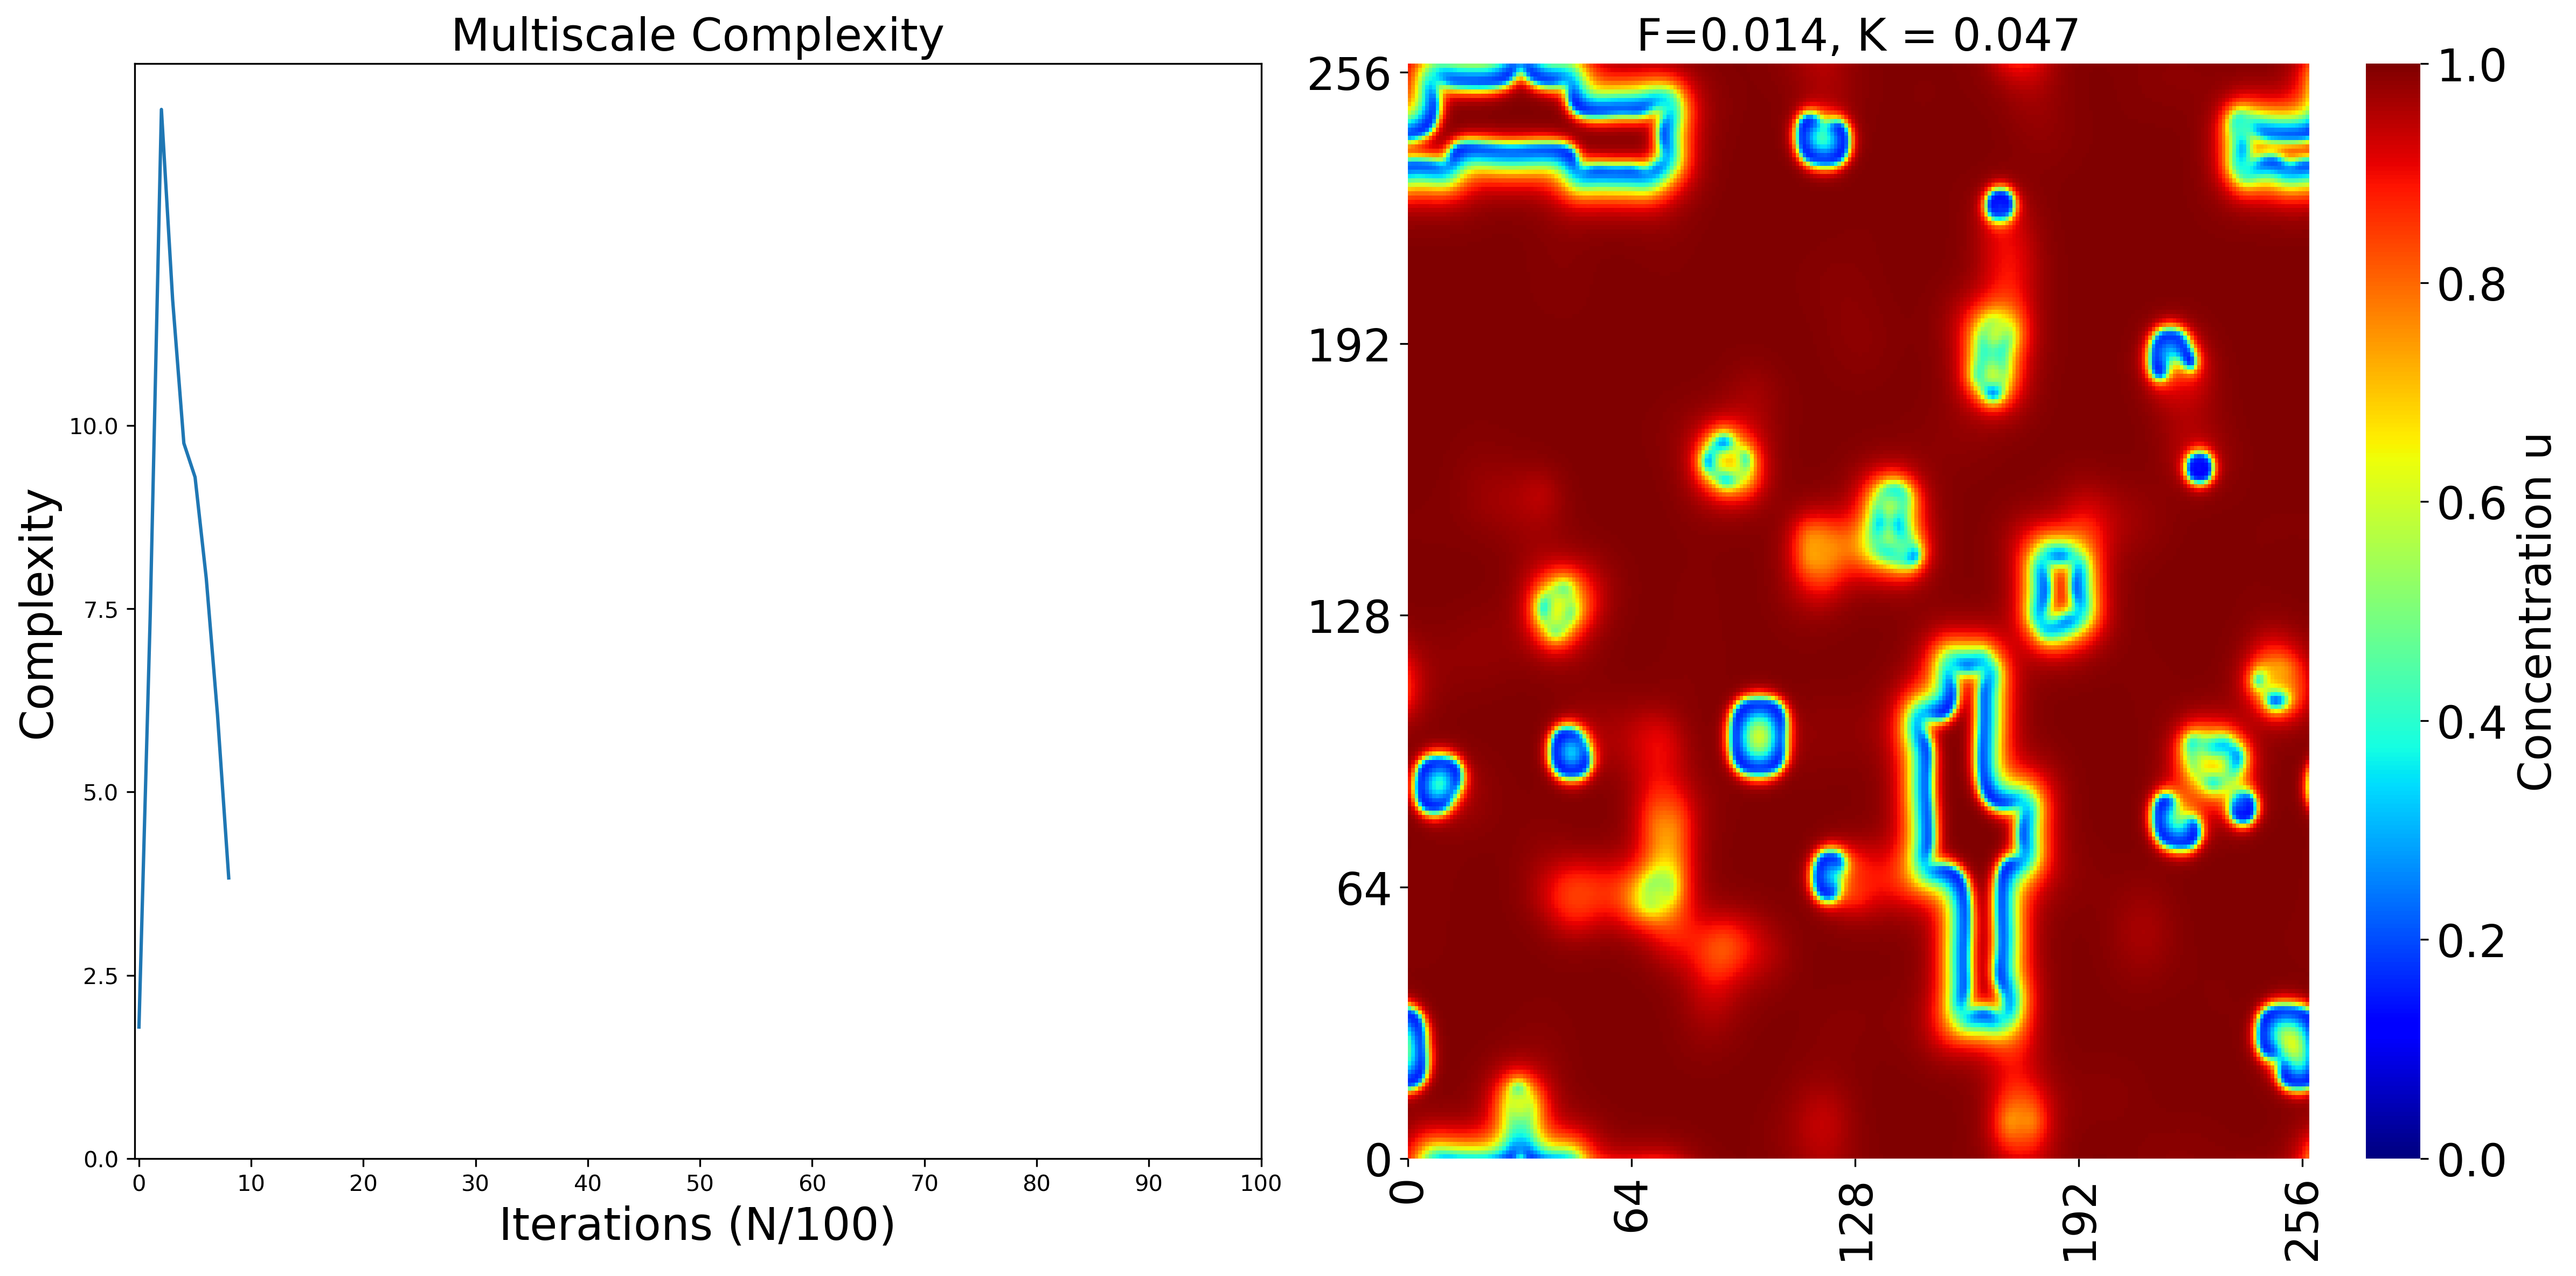 Multiscale Complexity
Complexity
10.0
7.5
5.0
2.5
0.0
0 10 20 30 40 50 60 70 80 90 100
Iterations (N/100)
F=0.014, K = 0.047
256
192
128
64
0
0 64 128 192 256
1.0
0.8
0.6
0.4
0.2
0.0
Concentration u